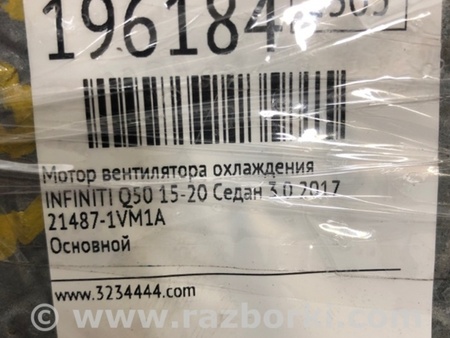 196184
Мотор вентилятора охлаждения
INFINITI Q50 15-20 Седан 3.0 2017
21487-1VM1A
Основной
www.3234444.com
© www.razborka.com